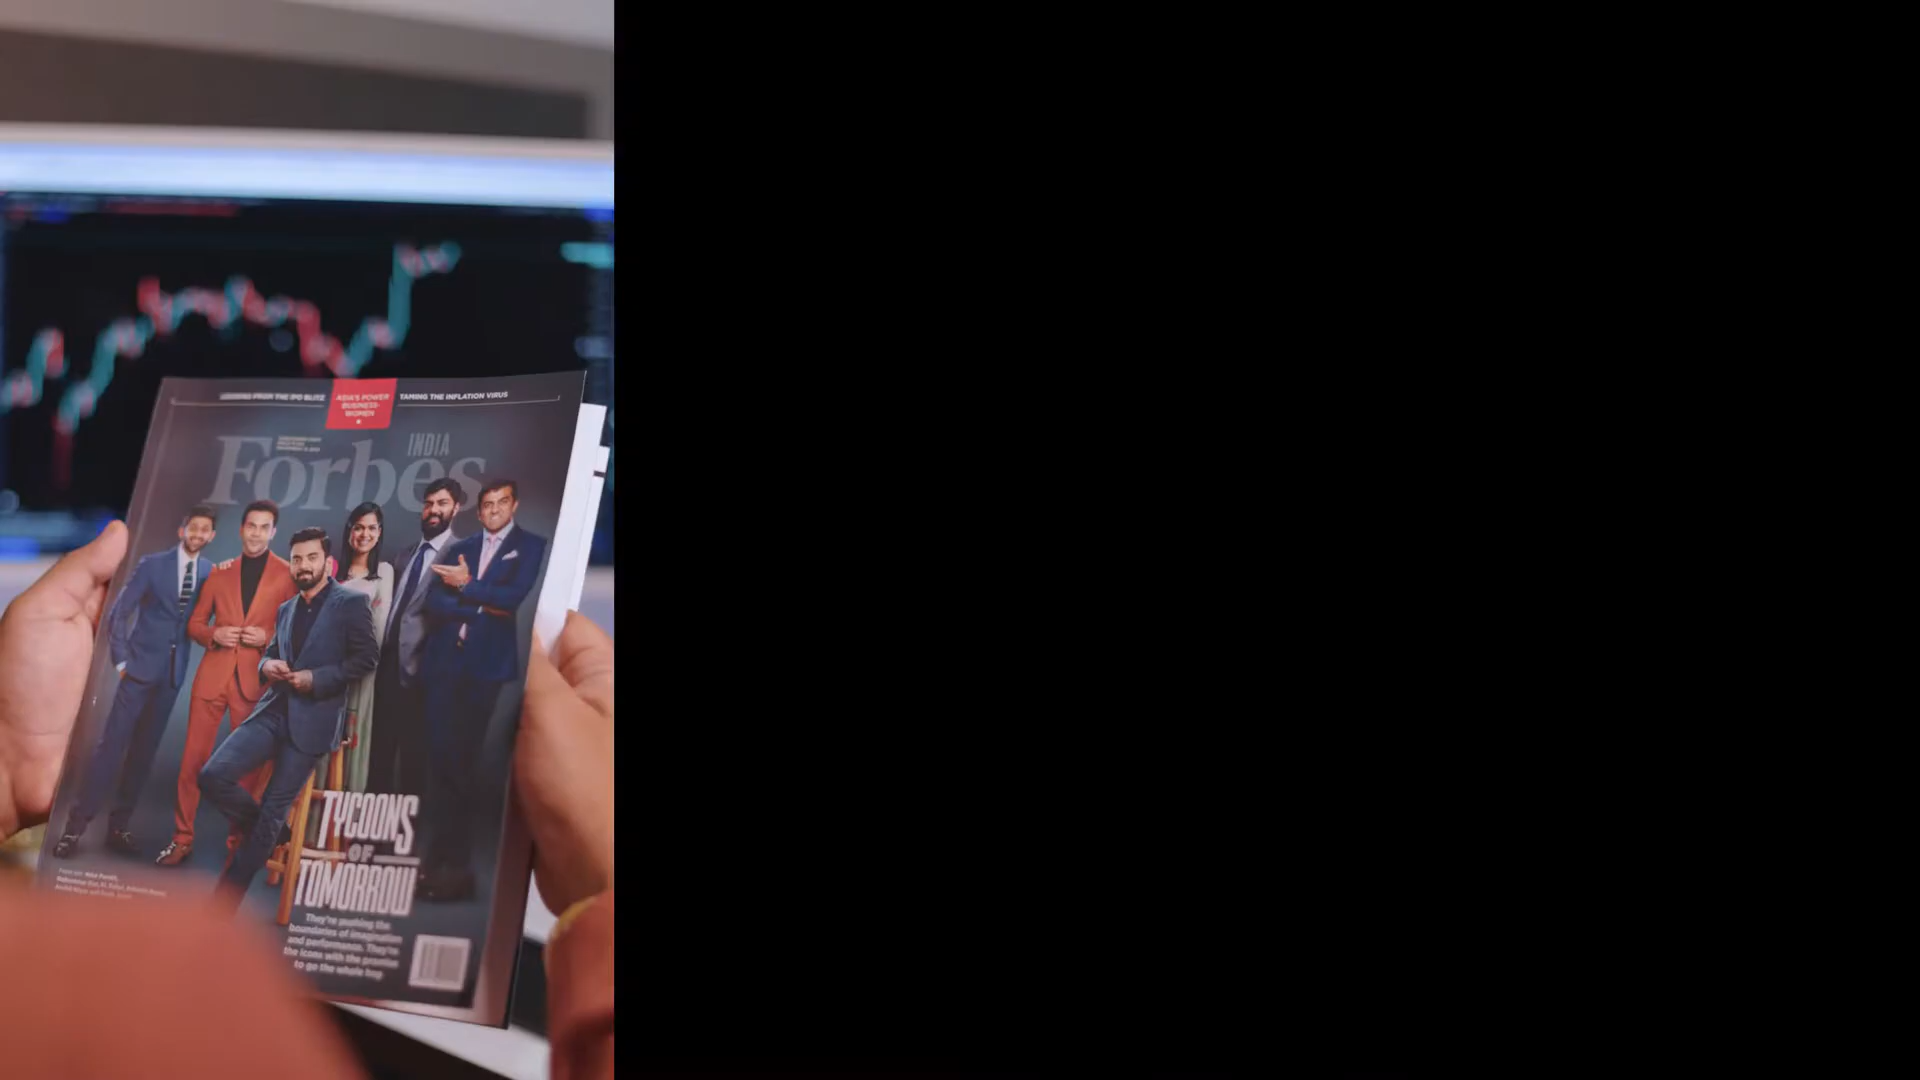 LESSONS FROM THE IPO BLITZ
ASIA'S POWER
BUSINESS-
WOMEN
TAMING THE INFLATION VIRUS
INDIA
Forbes
TYCOONS
OF
TOMORROW
They're pushing the
boundaries of imagination
and performance. They're
the icons with the promise
to go the whole hog